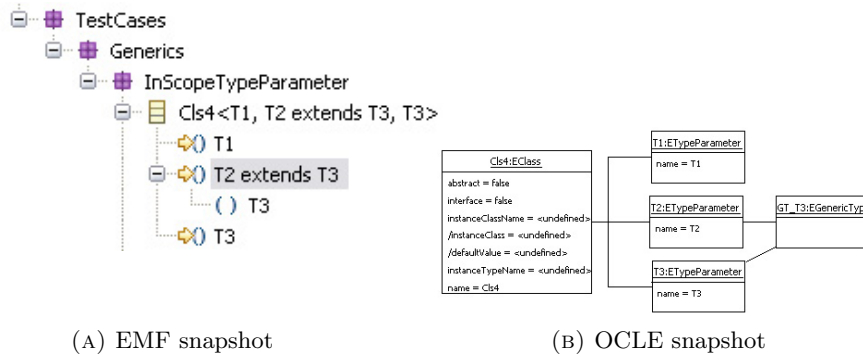 TestCases
Generics
InScopeTypeParameter
Cls4<T1, T2 extends T3, T3>
T1
T2 extends T3
( ) T3
T3
Cls4:EClass
abstract = false
interface = false
instanceClassName = <undefined>
/instanceClass = <undefined>
/defaultValue = <undefined>
instanceTypeName = <undefined>
name = Cls4
T1:ETypeParameter
name = T1
T2:ETypeParameter
name = T2
GT_T3:EGenericTyp
T3:ETypeParameter
name = T3
(A) EMF snapshot
(B) OCLE snapshot